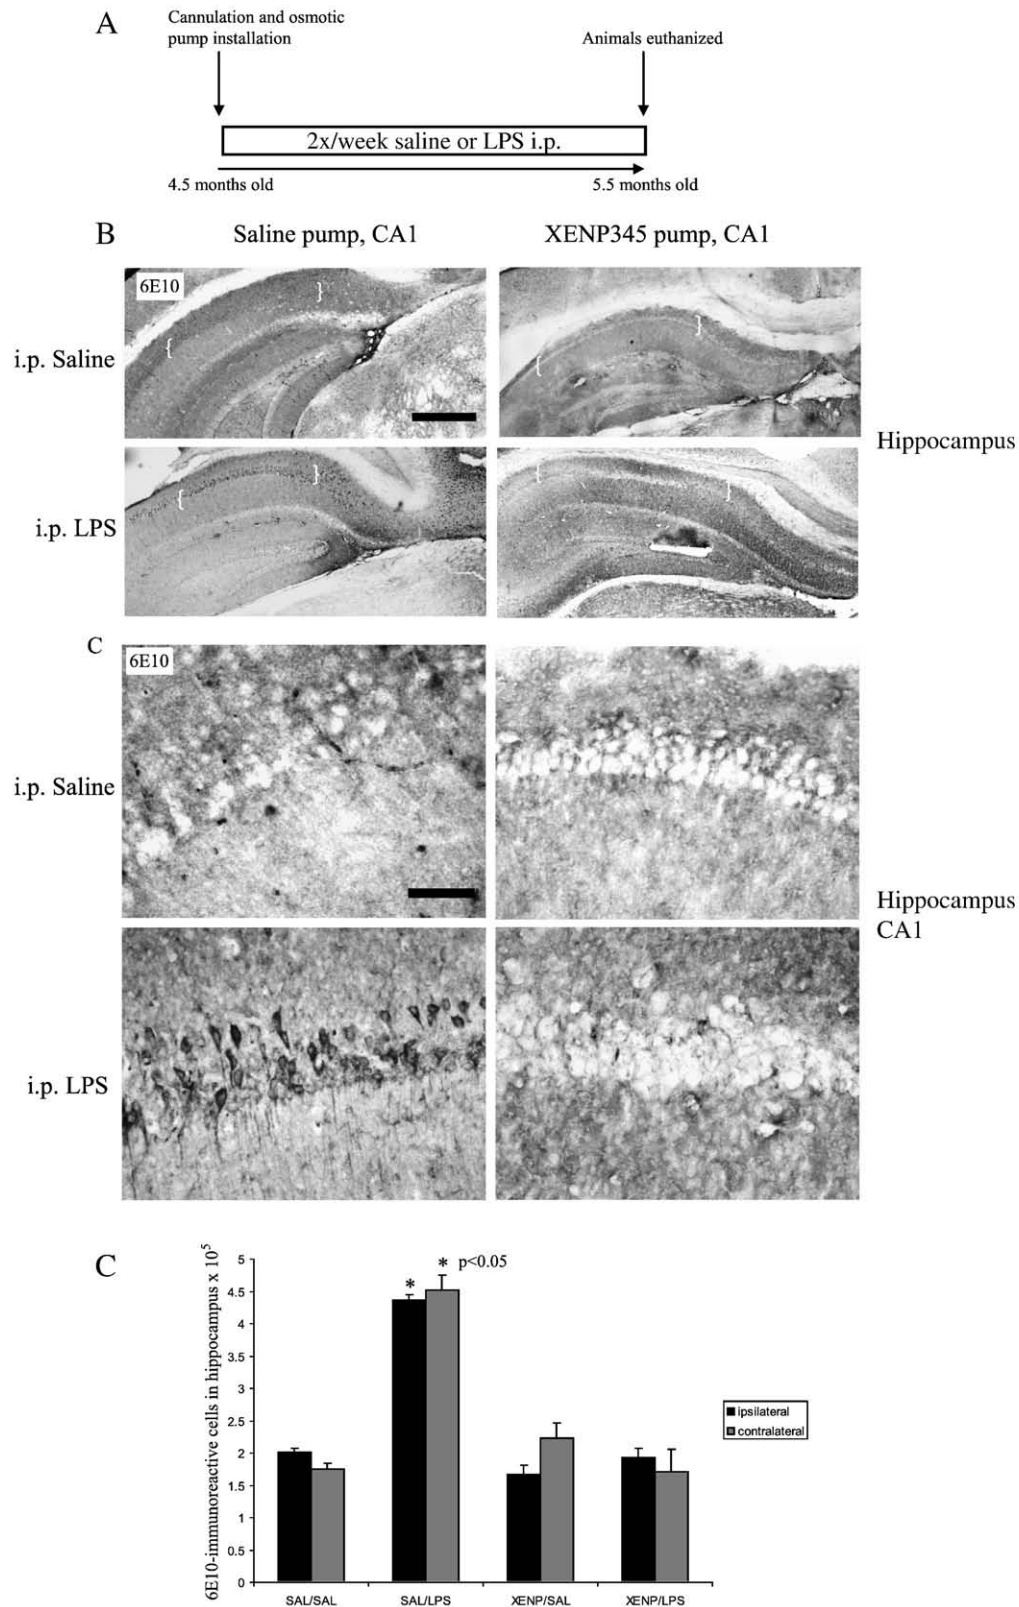 A
Cannulation and osmotic
pump installation
Animals euthanized
2x/week saline or LPS i.p.
4.5 months old
5.5 months old
B
Saline pump, CA1
XENP345 pump, CA1
6E10
i.p. Saline
i.p. LPS
Hippocampus
C
6E10
i.p. Saline
i.p. LPS
Hippocampus
CA1
C
6E10-immunoreactive cells in hippocampus x 10⁵
5
4.5
4
3.5
3
2.5
2
1.5
1
0.5
0
* * p<0.05
ipsilateral
contralateral
SAL/SAL
SAL/LPS
XENP/SAL
XENP/LPS